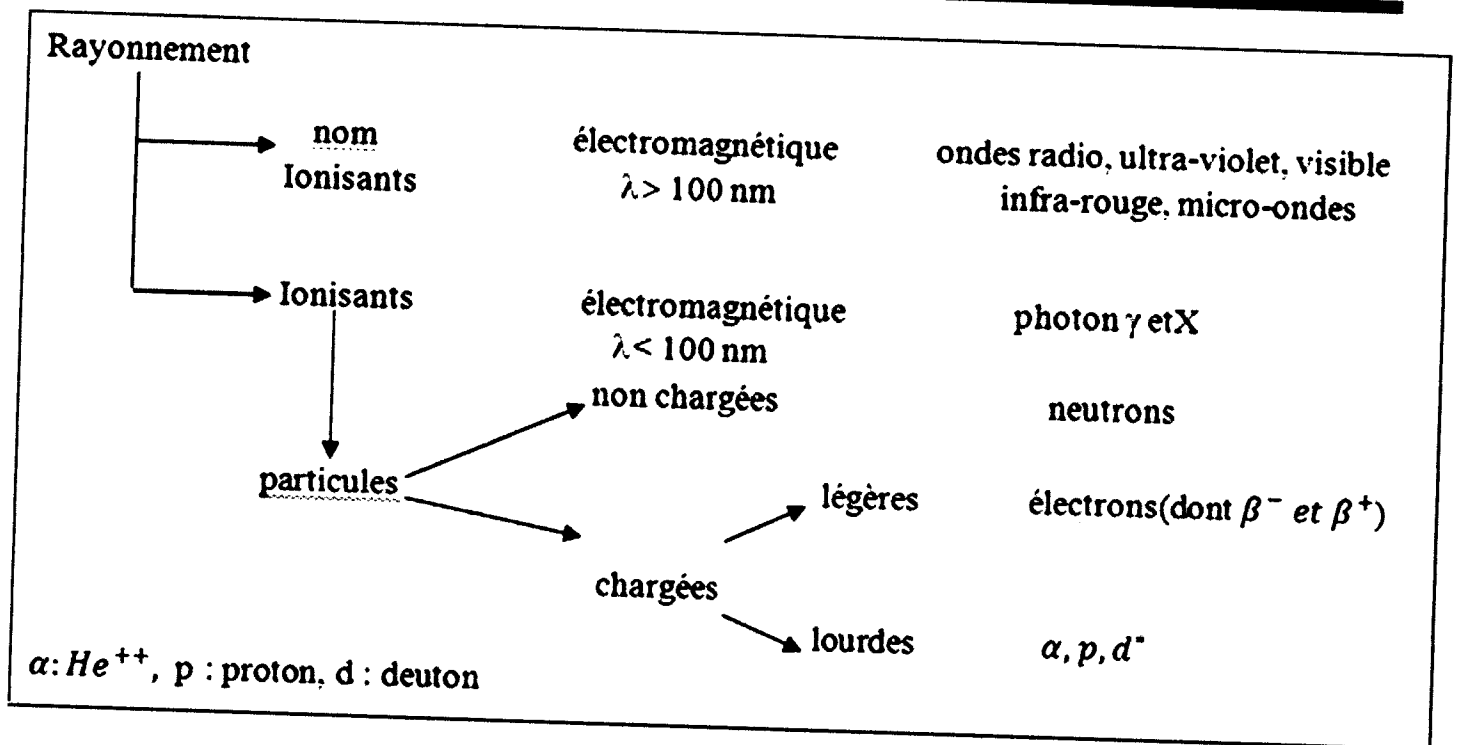 Rayonnement
nom électromagnétique ondes radio, ultra-violet, visible
Ionisants λ> 100 nm infra-rouge, micro-ondes
Ionisants électromagnétique photon γ etX
λ< 100 nm
non chargées neutrons
particules
légères électrons(dont β⁻ et β⁺)
chargées
lourdes α, p, d*
α: He⁺⁺, p : proton, d : deuton